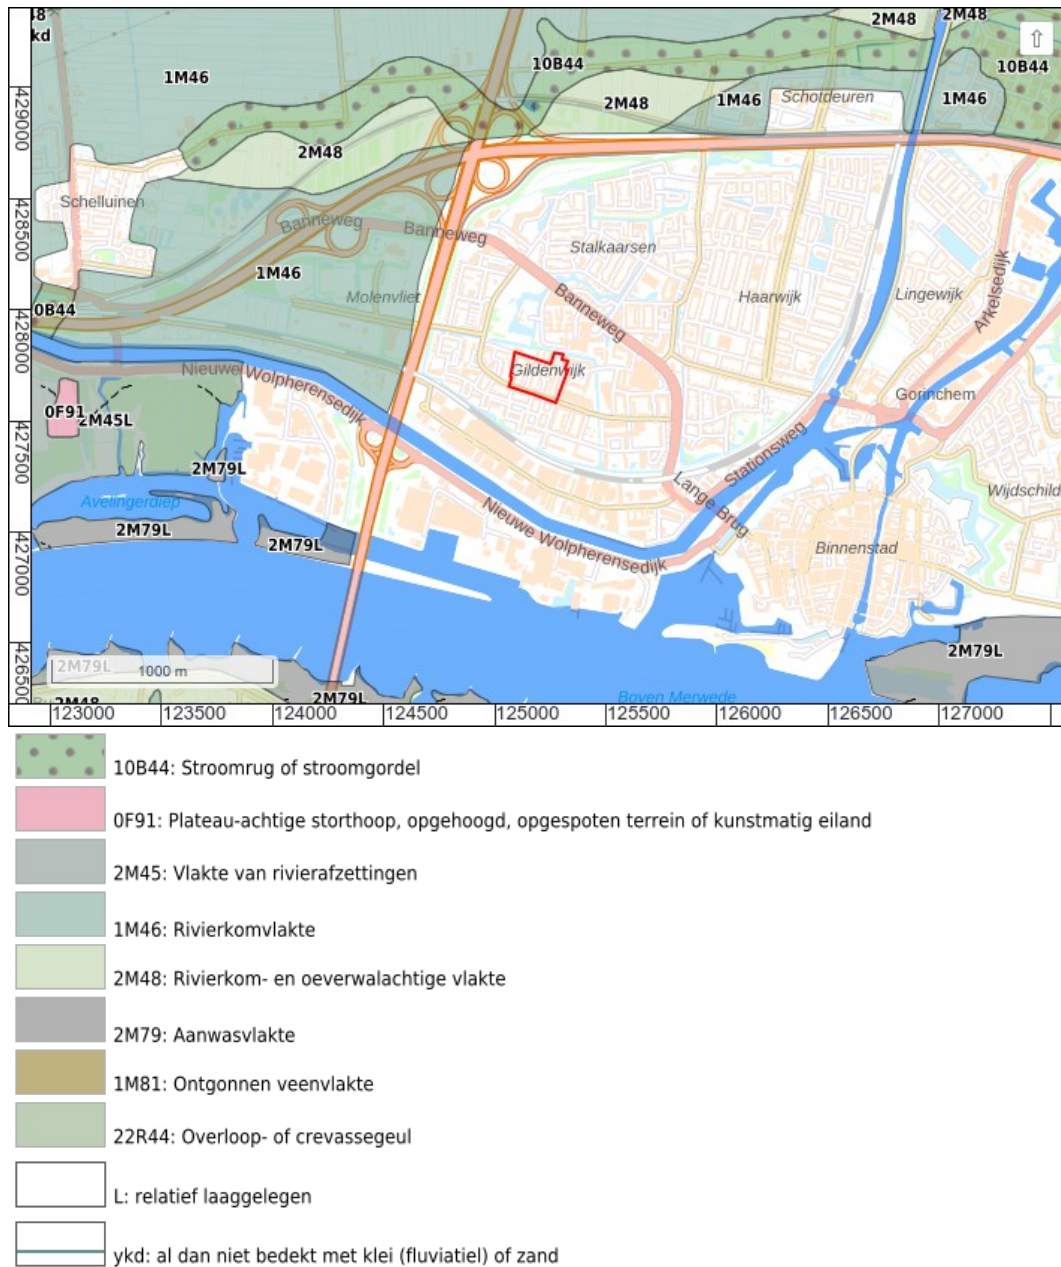 48
kd
2M48
2M48
1M46
10B44
10B44
⇧
2M48
1M46
Schotdeuren
1M46
2M48
Schelluinen
Banneweg
Banneweg
Stalkaarsen
1M46
Molenvliet
Banneweg
Haarwijk
Lingewijk
Arkelsedijk
0B44
Nieuwe Wolpherensedijk
Gildenwijk
Gorinchem
0F91
2M45L
2M79L
Stationsweg
Lange Brug
Wijdschild
Avelingerdiep
2M79L
2M79L
Nieuwe Wolpherensedijk
Binnenstad
2M79L
2M79L
1000 m
2M48
2M79L
Boven Merwede
429000
428500
428000
427500
427000
426500
123000
123500
124000
124500
125000
125500
126000
126500
127000
10B44: Stroomrug of stroomgordel
0F91: Plateau-achtige storthoop, opgehoogd, opgespoten terrein of kunstmatig eiland
2M45: Vlakte van rivierafzettingen
1M46: Rivierkomvlakte
2M48: Rivierkom- en oeverwalachtige vlakte
2M79: Aanwasvlakte
1M81: Ontgonnen veenvlakte
22R44: Overloop- of crevassegeul
L: relatief laaggelegen
ykd: al dan niet bedekt met klei (fluviatiel) of zand